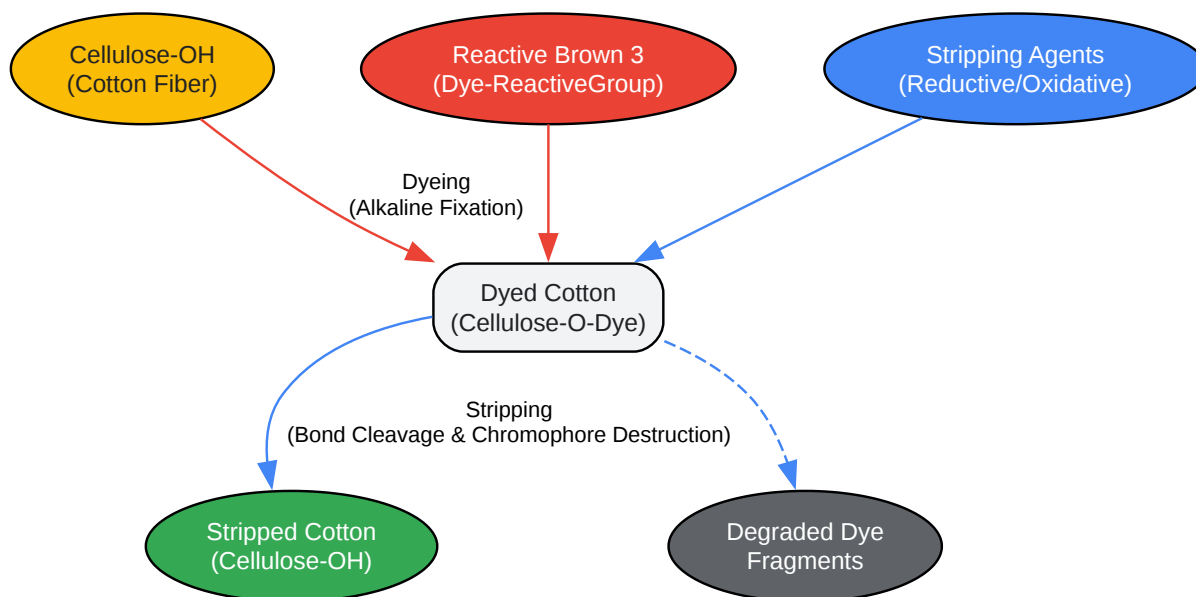 Cellulose-OH
(Cotton Fiber)
Reactive Brown 3
(Dye-ReactiveGroup)
Stripping Agents
(Reductive/Oxidative)
Dyeing
(Alkaline Fixation)
Dyed Cotton
(Cellulose-O-Dye)
Stripping
(Bond Cleavage & Chromophore Destruction)
Stripped Cotton
(Cellulose-OH)
Degraded Dye
Fragments